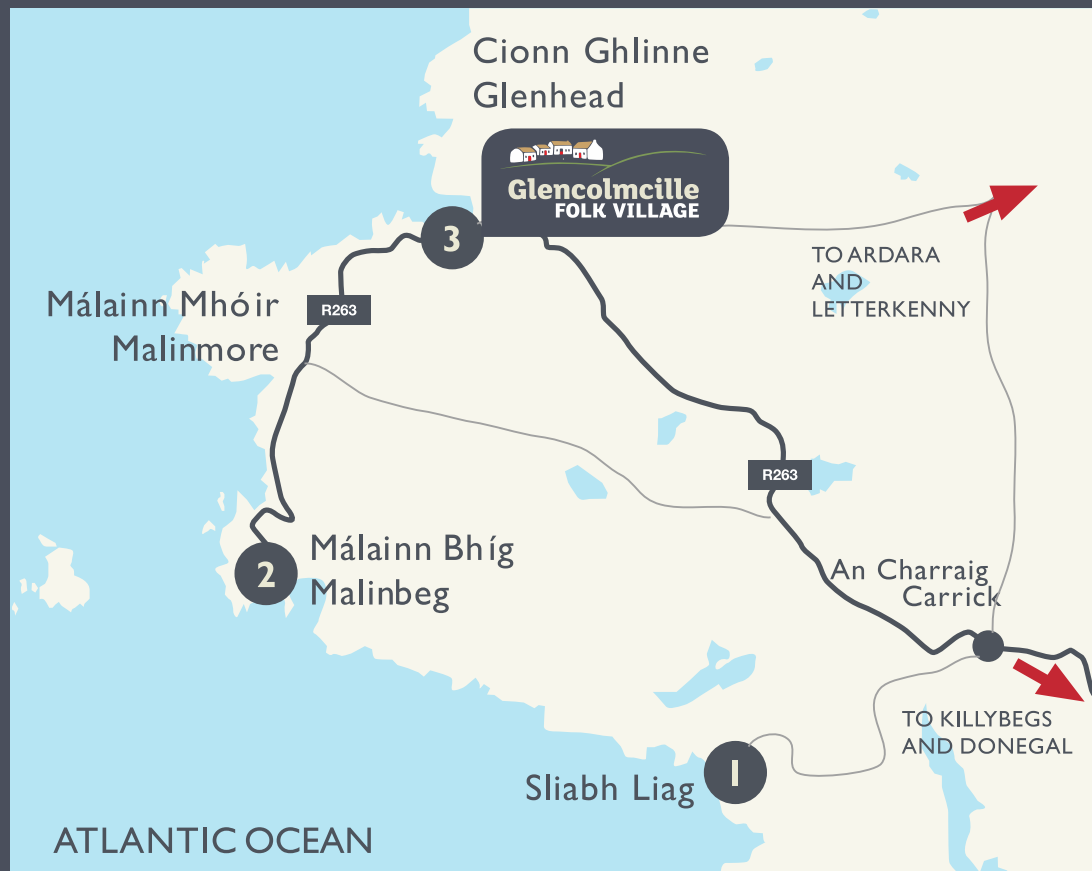 Cionn Ghlinne
Glenhead
Glencolmcille
FOLK VILLAGE
3
TO ARDARA
AND
LETTERKENNY
Málainn Mhóir
Malinmore
R263
R263
2
Málainn Bhíg
Malinbeg
An Charraig
Carrick
TO KILLYBEGS
AND DONEGAL
1
Sliabh Liag
ATLANTIC OCEAN